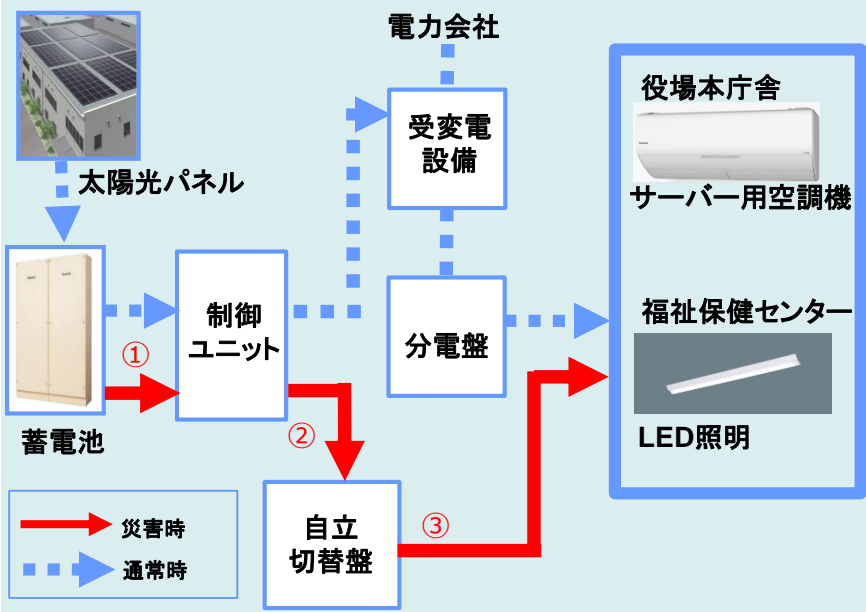 電力会社
受変電
設備
役場本庁舎
サーバー用空調機
太陽光パネル
制御
ユニット
分電盤
福祉保健センター
①
②
蓄電池
LED照明
自立
切替盤
③
災害時
通常時